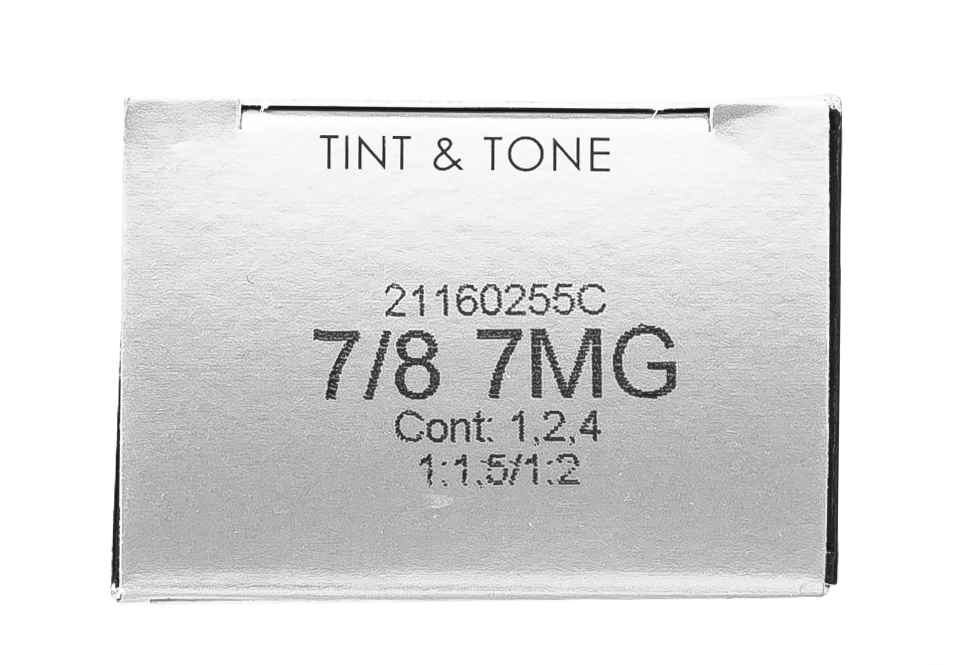 TINT & TONE
21160255C
7/8 7MG
Cont: 1,2,4
1:1.5/1:2